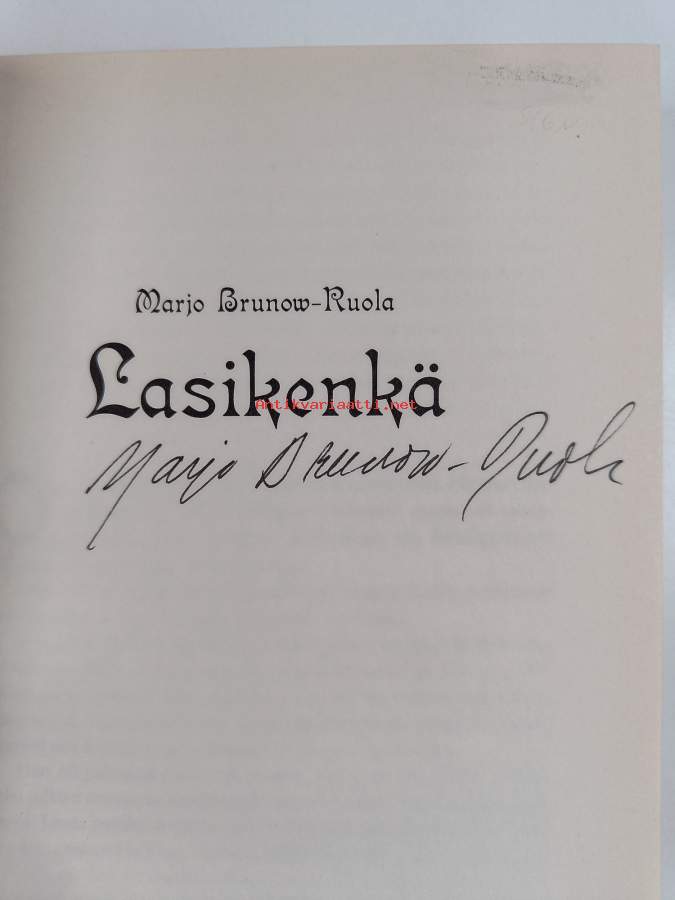 Marjo Brunow-Ruola
Lasikenkä
Antikvariaatti.net
Marjo Brunow-Ruola